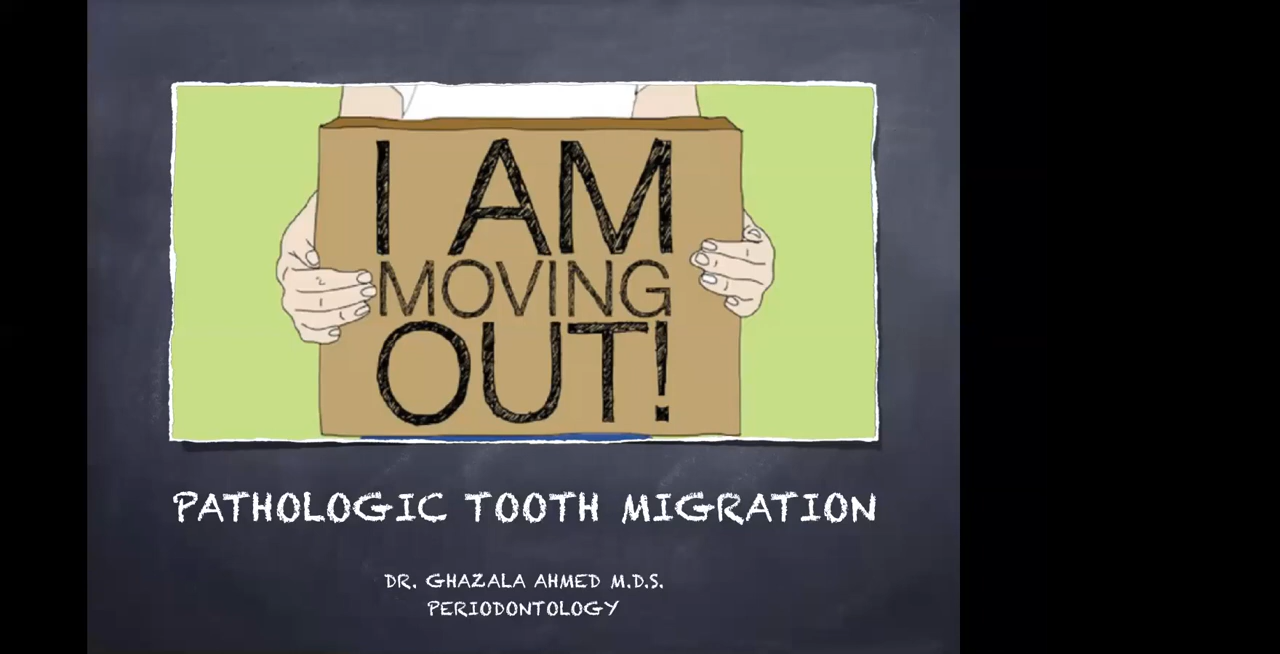 I AM
MOVING
OUT!
PATHOLOGIC TOOTH MIGRATION
DR. GHAZALA AHMED M.D.S.
PERIODONTOLOGY